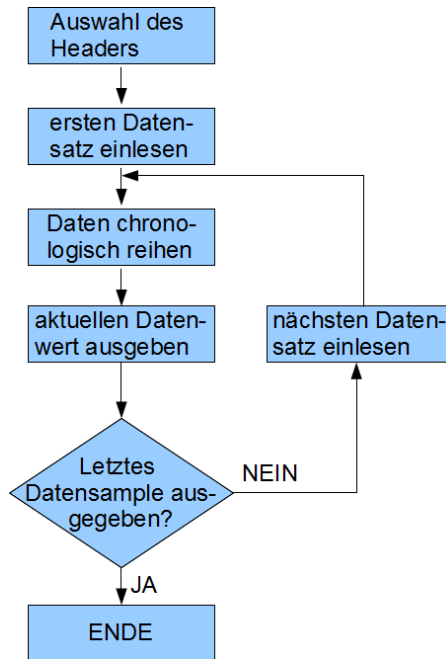 Auswahl des
Headers
ersten Daten-
satz einlesen
Daten chrono-
logisch reihen
aktuellen Daten-
wert ausgeben
nächsten Daten-
satz einlesen
Letztes
Datensample aus-
gegeben?
NEIN
JA
ENDE